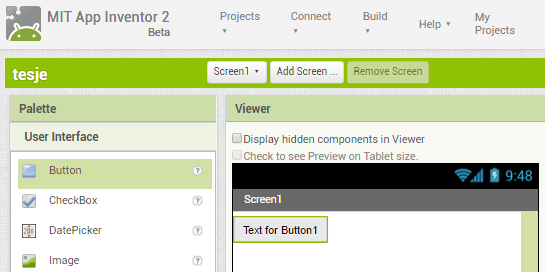 MIT App Inventor 2
Beta
Projects
Connect
Build
Help
My Projects
tesje
Screen1
Add Screen ...
Remove Screen
Palette
Viewer
User Interface
Display hidden components in Viewer
Check to see Preview on Tablet size.
Button ?
CheckBox ?
DatePicker ?
Image ?
9:48
Screen1
Text for Button1